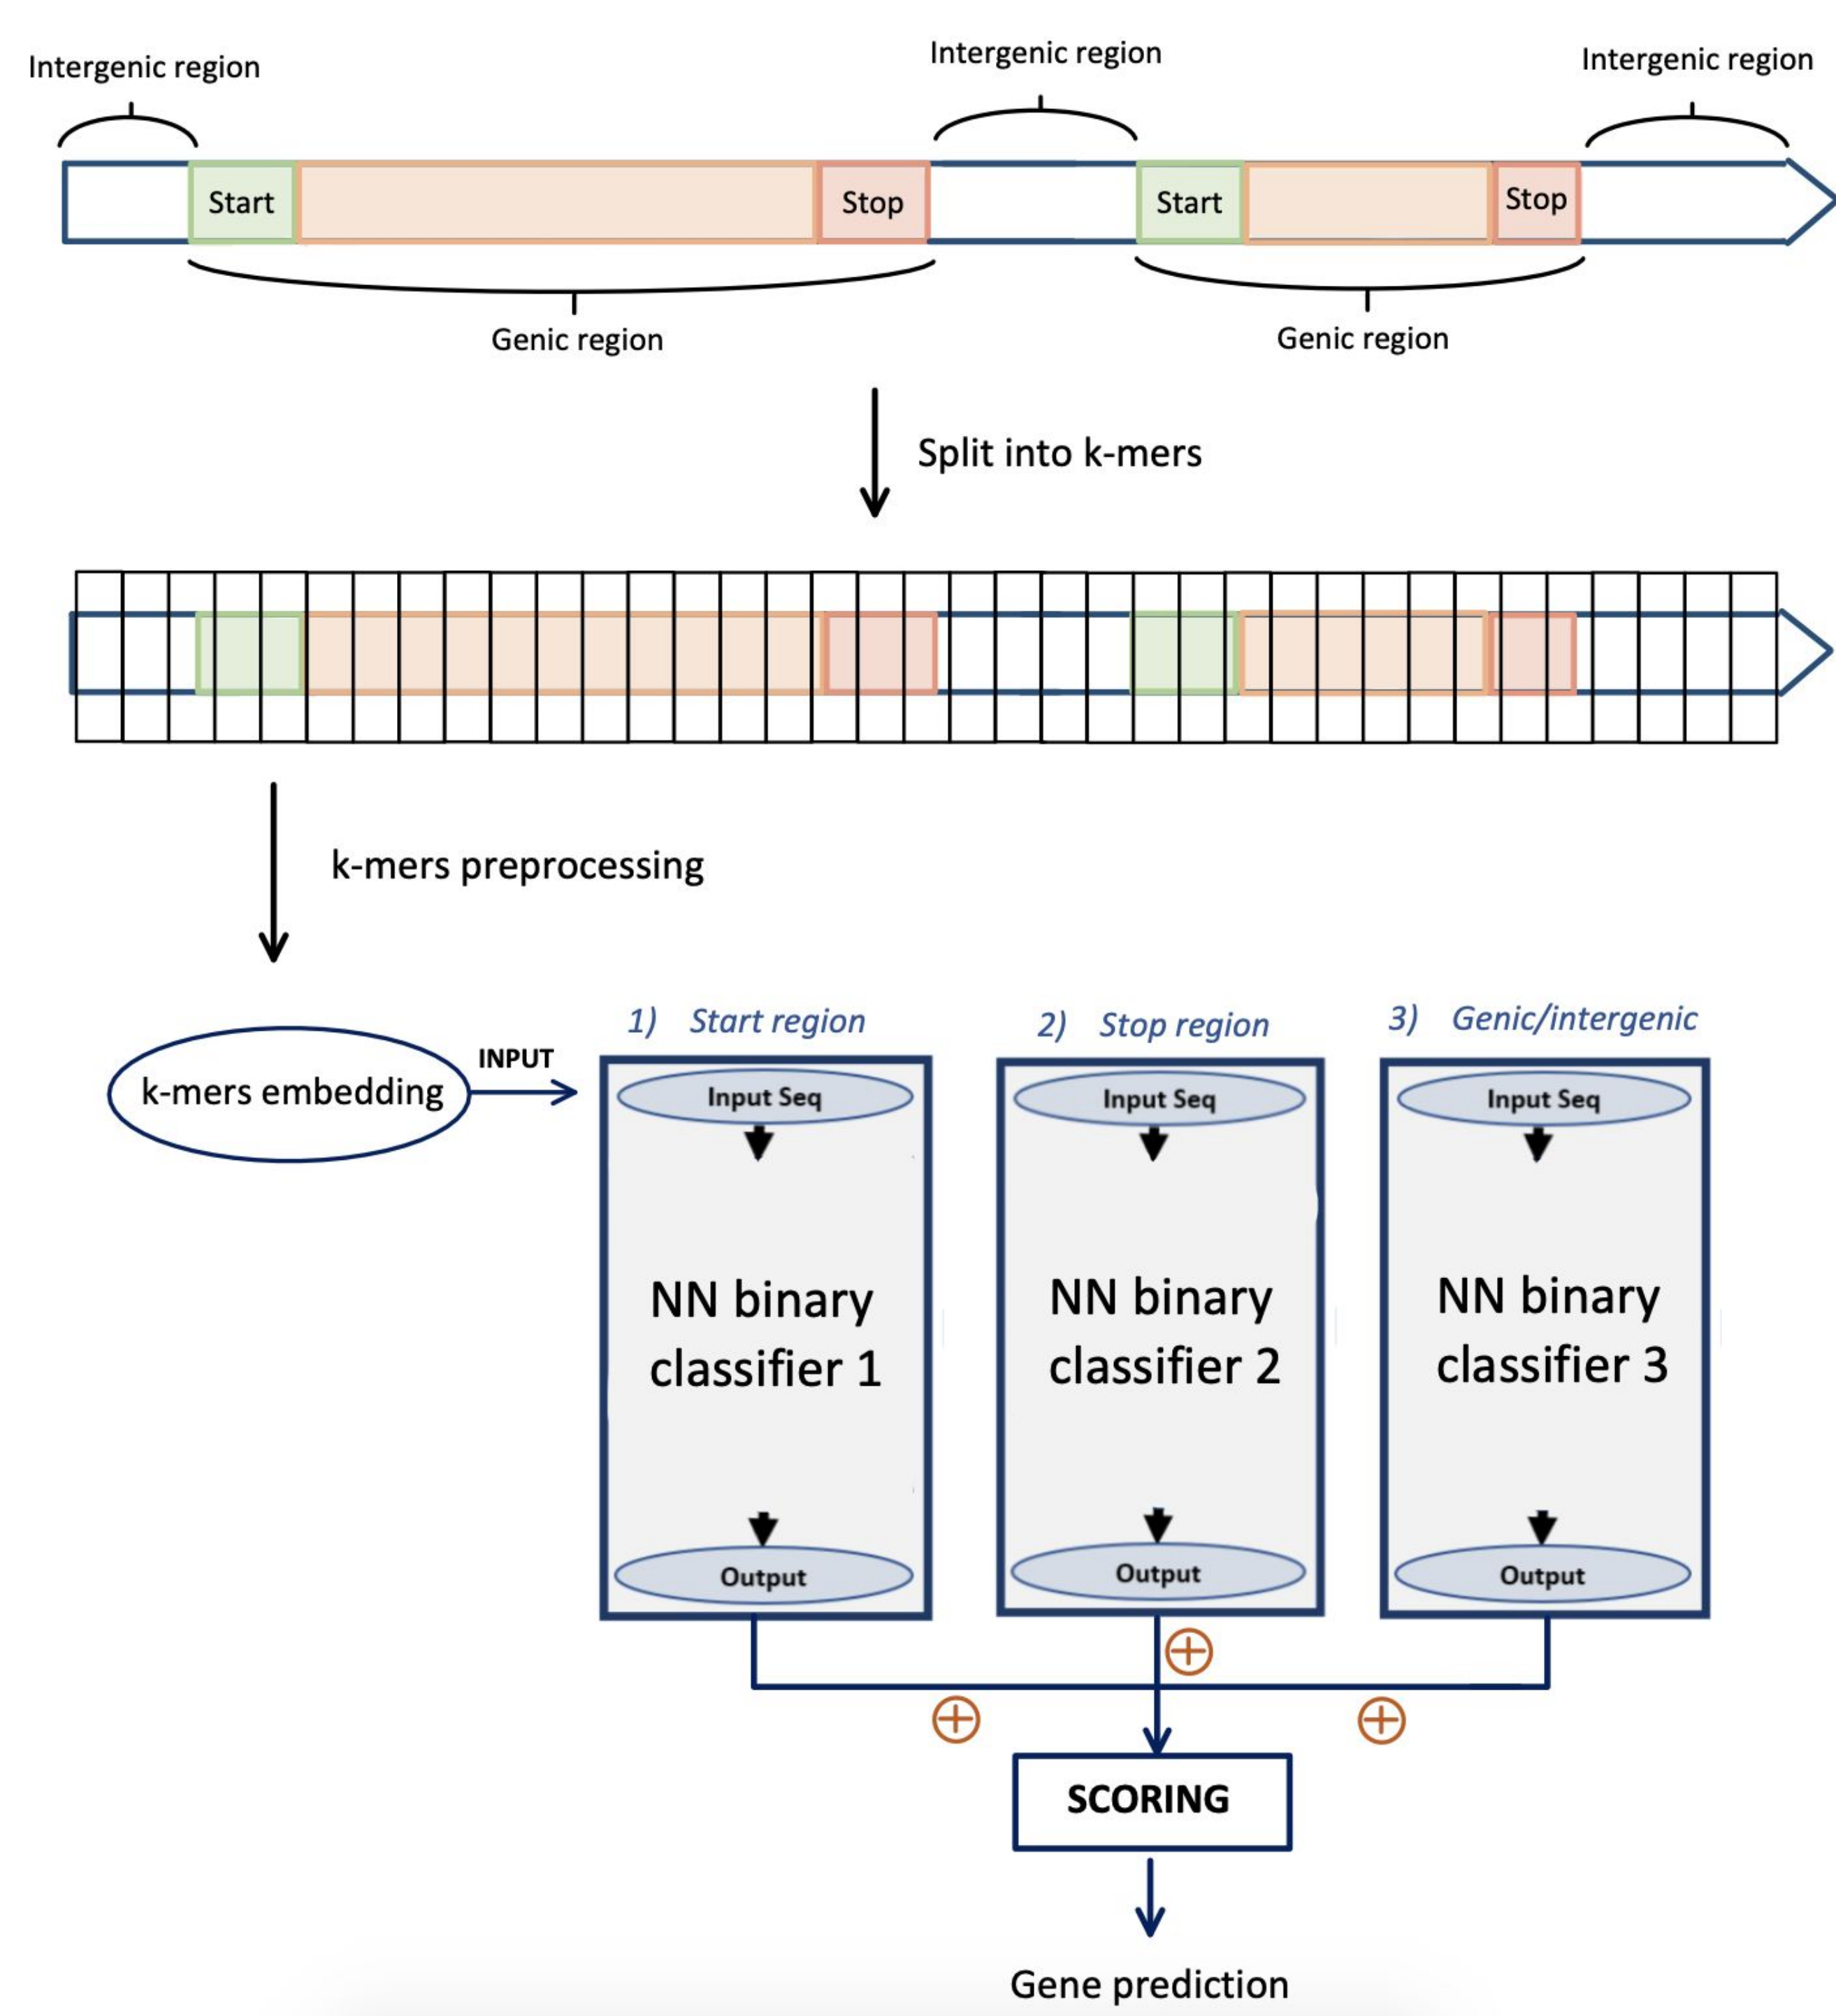 Intergenic region
Intergenic region
Intergenic region
Start
Stop
Start
Stop
Genic region
Genic region
Split into k-mers
k-mers preprocessing
k-mers embedding
INPUT
1) Start region
2) Stop region
3) Genic/intergenic
Input Seq
Input Seq
Input Seq
NN binary
classifier 1
NN binary
classifier 2
NN binary
classifier 3
Output
Output
Output
SCORING
Gene prediction